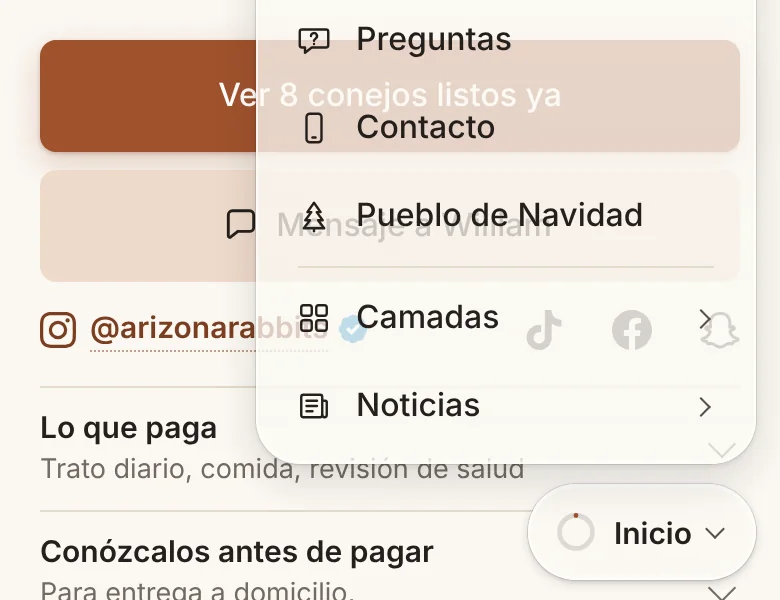 Preguntas
Ver 8 conejos listos ya
Contacto
Pueblo de Navidad
Mensaje a William
@arizonarabbits
Camadas
Noticias
Lo que paga
Trato diario, comida, revisión de salud
Inicio
Conózcalos antes de pagar
Para entrega a domicilio.